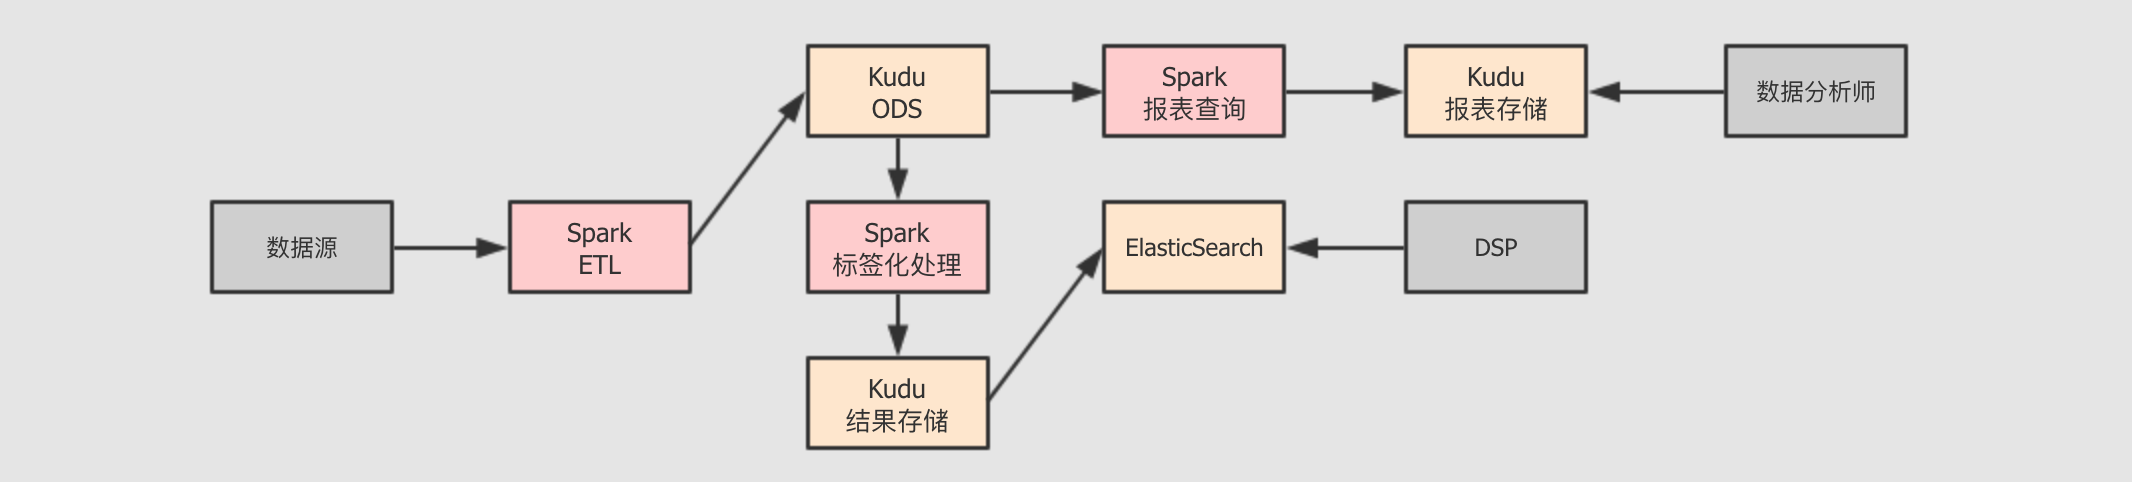 Kudu
ODS
Spark
报表查询
Kudu
报表存储
数据分析师
数据源
Spark
ETL
Spark
标签化处理
ElasticSearch
DSP
Kudu
结果存储